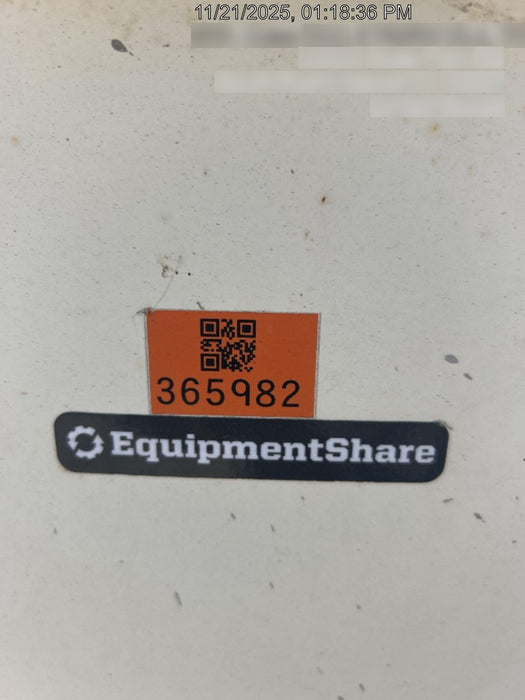 11/21/2025, 01:18:36 PM
365982
EquipmentShare